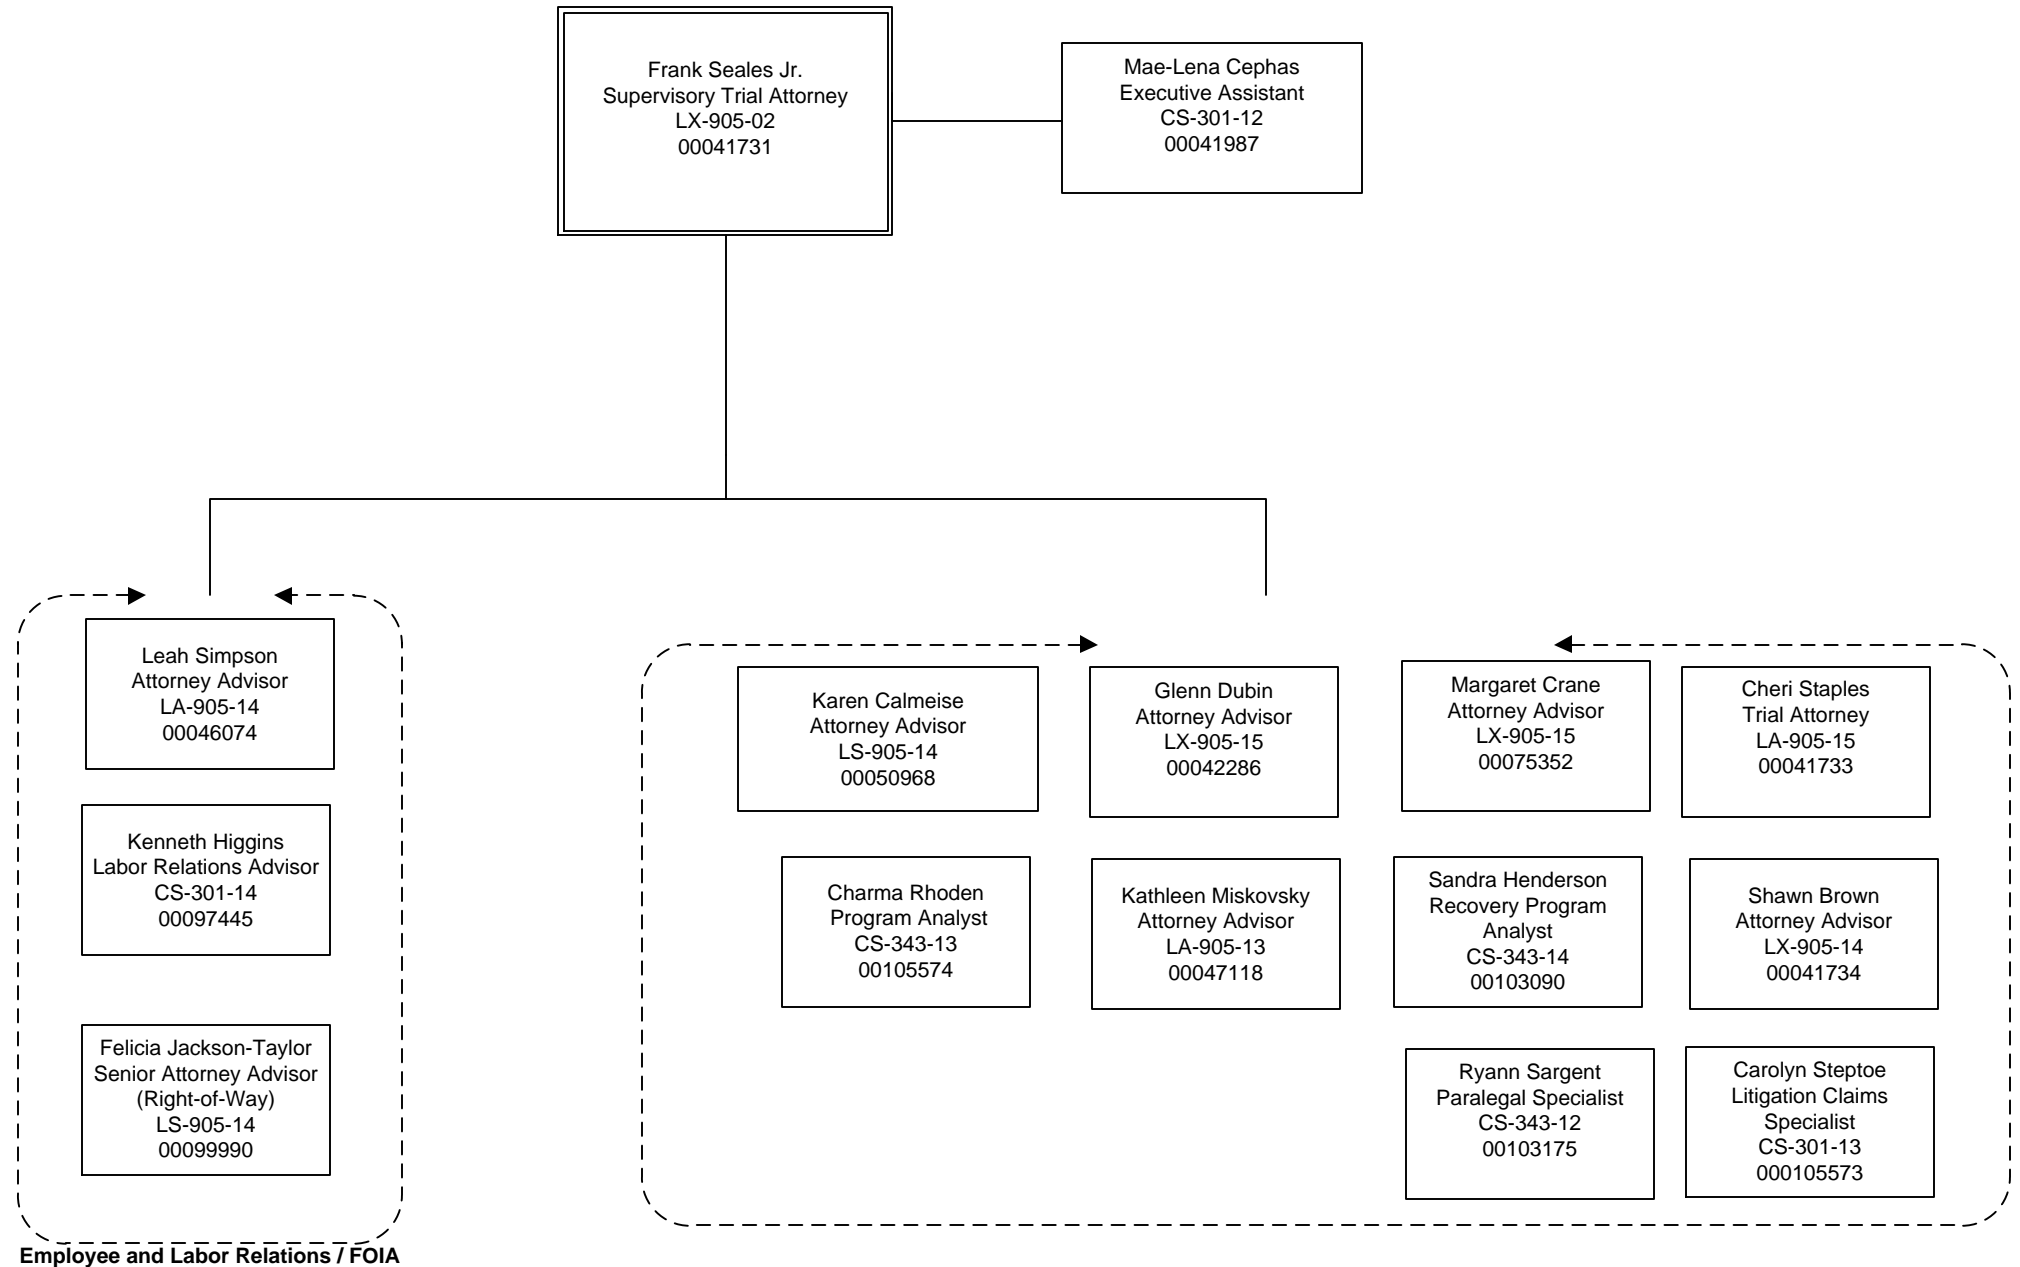 Frank Seales Jr.
Supervisory Trial Attorney
LX-905-02
00041731
Mae-Lena Cephas
Executive Assistant
CS-301-12
00041987
Leah Simpson
Attorney Advisor
LA-905-14
00046074
Kenneth Higgins
Labor Relations Advisor
CS-301-14
00097445
Felicia Jackson-Taylor
Senior Attorney Advisor
(Right-of-Way)
LS-905-14
00099990
Employee and Labor Relations / FOIA
Karen Calmeise
Attorney Advisor
LS-905-14
00050968
Glenn Dubin
Attorney Advisor
LX-905-15
00042286
Margaret Crane
Attorney Advisor
LX-905-15
00075352
Cheri Staples
Trial Attorney
LA-905-15
00041733
Charma Rhoden
Program Analyst
CS-343-13
00105574
Kathleen Miskovsky
Attorney Advisor
LA-905-13
00047118
Sandra Henderson
Recovery Program
Analyst
CS-343-14
00103090
Shawn Brown
Attorney Advisor
LX-905-14
00041734
Ryann Sargent
Paralegal Specialist
CS-343-12
00103175
Carolyn Steptoe
Litigation Claims
Specialist
CS-301-13
000105573